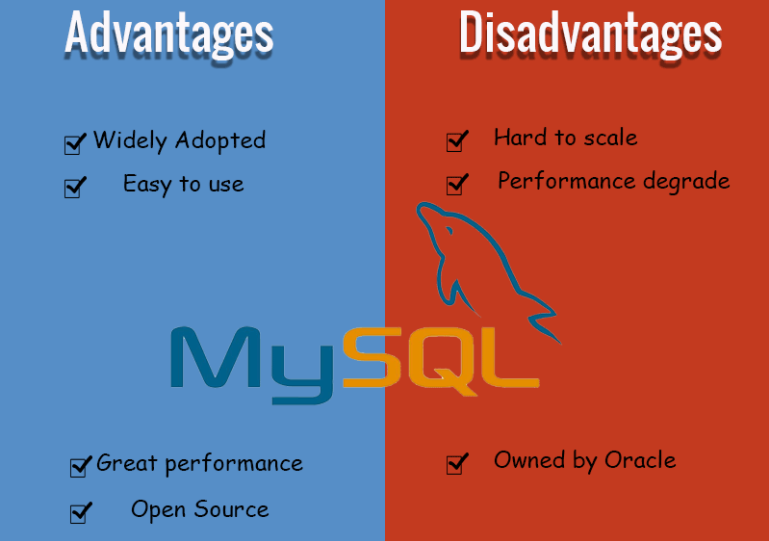 Advantages
Widely Adopted
Easy to use
Disadvantages
Hard to scale
Performance degrade
MySQL
Great performance
Open Source
Owned by Oracle